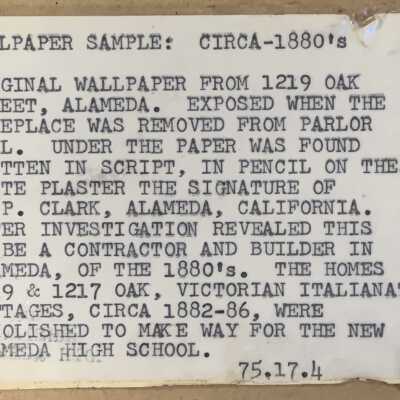 LPAPER SAMPLE: CIRCA-1880's
GINAL WALLPAPER FROM 1219 OAK
EET, ALAMEDA. EXPOSED WHEN THE
EPLACE WAS REMOVED FROM PARLOR
L. UNDER THE PAPER WAS FOUND
TTEN IN SCRIPT, IN PENCIL ON THE
TE PLASTER THE SIGNATURE OF
P. CLARK, ALAMEDA, CALIFORNIA.
ER INVESTIGATION REVEALED THIS
BE A CONTRACTOR AND BUILDER IN
MEDA, OF THE 1880's. THE HOMES
9 & 1217 OAK, VICTORIAN ITALIANA
TAGES, CIRCA 1882-86, WERE
OLISHED TO MAKE WAY FOR THE NEW
MEDA HIGH SCHOOL.
75.17.4